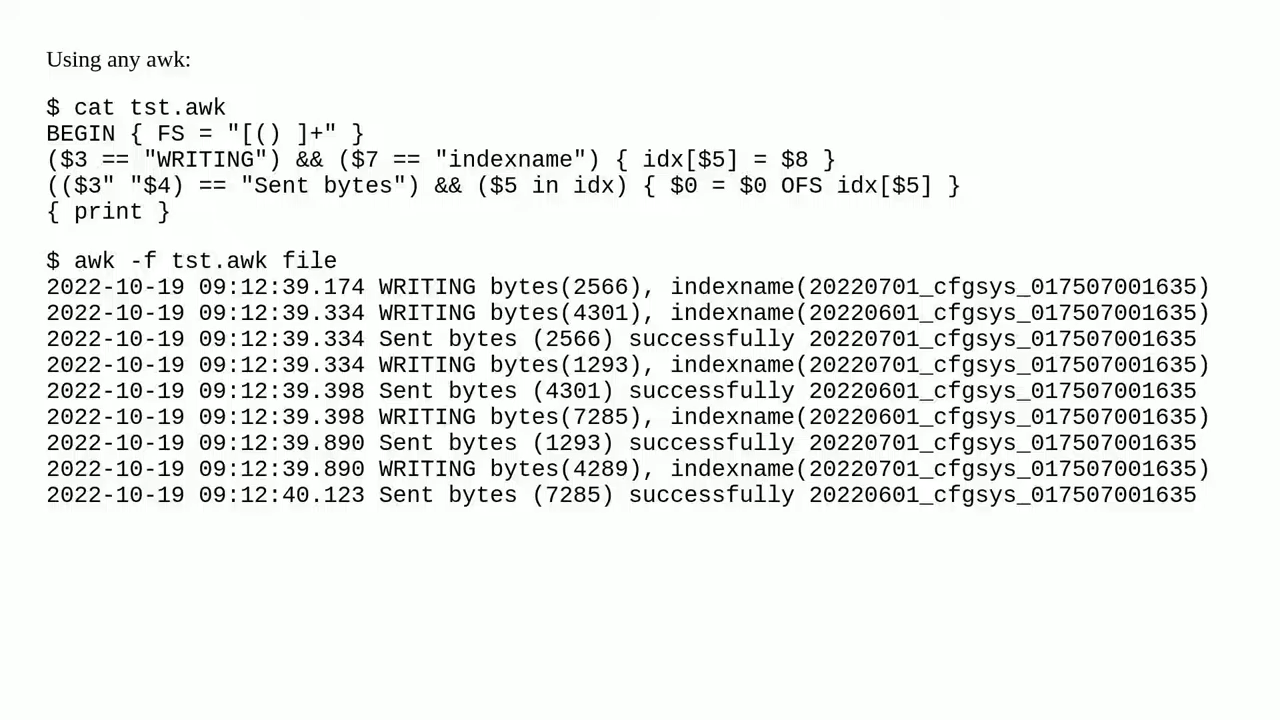 Using any awk:
$ cat tst.awk
BEGIN { FS = "[() ]+" }
($3 == "WRITING") && ($7 == "indexname") { idx[$5] = $8 }
(($3" "$4) == "Sent bytes") && ($5 in idx) { $0 = $0 OFS idx[$5] }
{ print }
$ awk -f tst.awk file
2022-10-19 09:12:39.174 WRITING bytes(2566), indexname(20220701_cfgsys_017507001635)
2022-10-19 09:12:39.334 WRITING bytes(4301), indexname(20220601_cfgsys_017507001635)
2022-10-19 09:12:39.334 Sent bytes (2566) successfully 20220701_cfgsys_017507001635
2022-10-19 09:12:39.334 WRITING bytes(1293), indexname(20220701_cfgsys_017507001635)
2022-10-19 09:12:39.398 Sent bytes (4301) successfully 20220601_cfgsys_017507001635
2022-10-19 09:12:39.398 WRITING bytes(7285), indexname(20220601_cfgsys_017507001635)
2022-10-19 09:12:39.890 Sent bytes (1293) successfully 20220701_cfgsys_017507001635
2022-10-19 09:12:39.890 WRITING bytes(4289), indexname(20220701_cfgsys_017507001635)
2022-10-19 09:12:40.123 Sent bytes (7285) successfully 20220601_cfgsys_017507001635